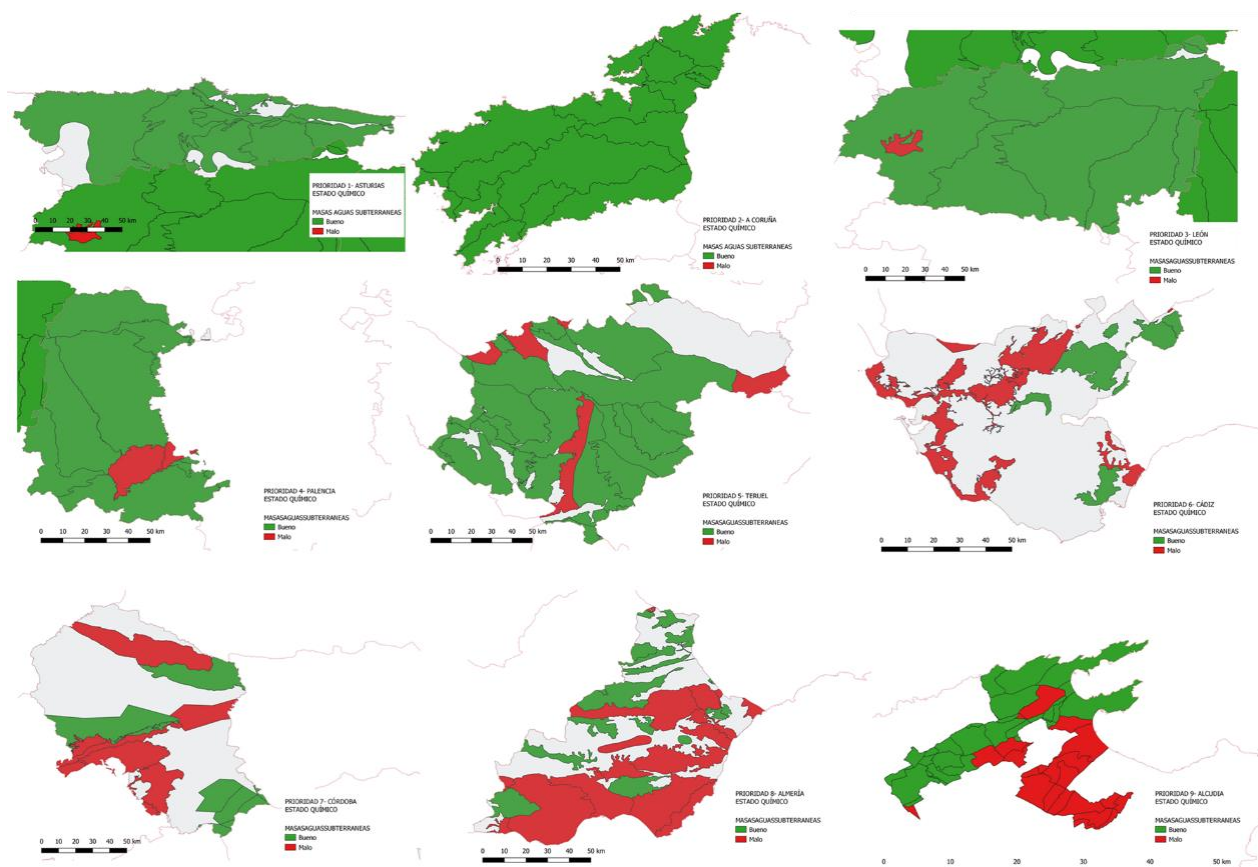 PRIORIDAD 1- ASTURIAS
ESTADO QUÍMICO
MASAS AGUAS SUBTERRANEAS
Bueno
Malo
0 10 20 30 40 50 km
PRIORIDAD 2- A CORUÑA
ESTADO QUÍMICO
MASAS AGUAS SUBTERRANEAS
Bueno
Malo
0 10 20 30 40 50 km
PRIORIDAD 3- LEÓN
ESTADO QUÍMICO
MASASAGUASSUBTERRANEAS
Bueno
Malo
0 10 20 30 40 50 km
PRIORIDAD 4- PALENCIA
ESTADO QUÍMICO
MASASAGUASSUBTERRANEAS
Bueno
Malo
0 10 20 30 40 50 km
PRIORIDAD 5- TERUEL
ESTADO QUÍMICO
MASASAGUASSUBTERRANEAS
Bueno
Malo
0 10 20 30 40 50 km
PRIORIDAD 6- CÁDIZ
ESTADO QUÍMICO
MASASAGUASSUBTERRANEAS
Bueno
Malo
0 10 20 30 40 50 km
PRIORIDAD 7- CÓRDOBA
ESTADO QUÍMICO
MASASAGUASSUBTERRANEAS
Bueno
Malo
0 10 20 30 40 50 km
PRIORIDAD 8- ALMERÍA
ESTADO QUÍMICO
MASASAGUASSUBTERRANEAS
Bueno
Malo
0 10 20 30 40 50 km
PRIORIDAD 9- ALCUDIA
ESTADO QUÍMICO
MASASAGUASSUBTERRANEAS
Bueno
Malo
0 10 20 30 40 50 km